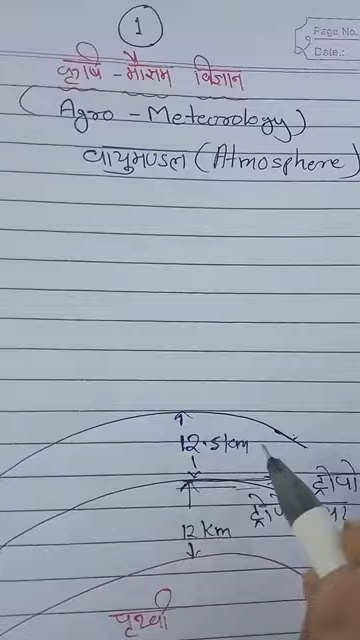 1
Page No.
Date:
कृषि - मौसम विज्ञान
(Agro - Meteorology)
वायुमण्डल (Atmosphere)
12.5 km
ट्रोपो
12 km
पृथ्वी